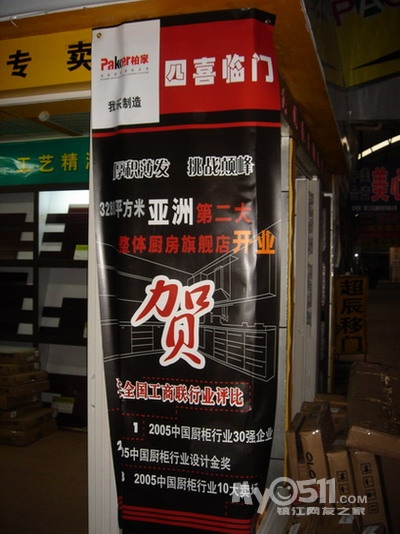 专卖
Paker柏家
我乐制造
四喜临门
工艺精
厚积薄发 挑战颠峰
平方米 亚洲第二大
整体厨房旗舰店开业
贺
全国工商联行业评比
1 2005中国厨柜行业30强企业
05中国厨柜行业设计金奖
3 2005中国厨柜行业10大
超辰移门
my0511.com
镇江网友之家